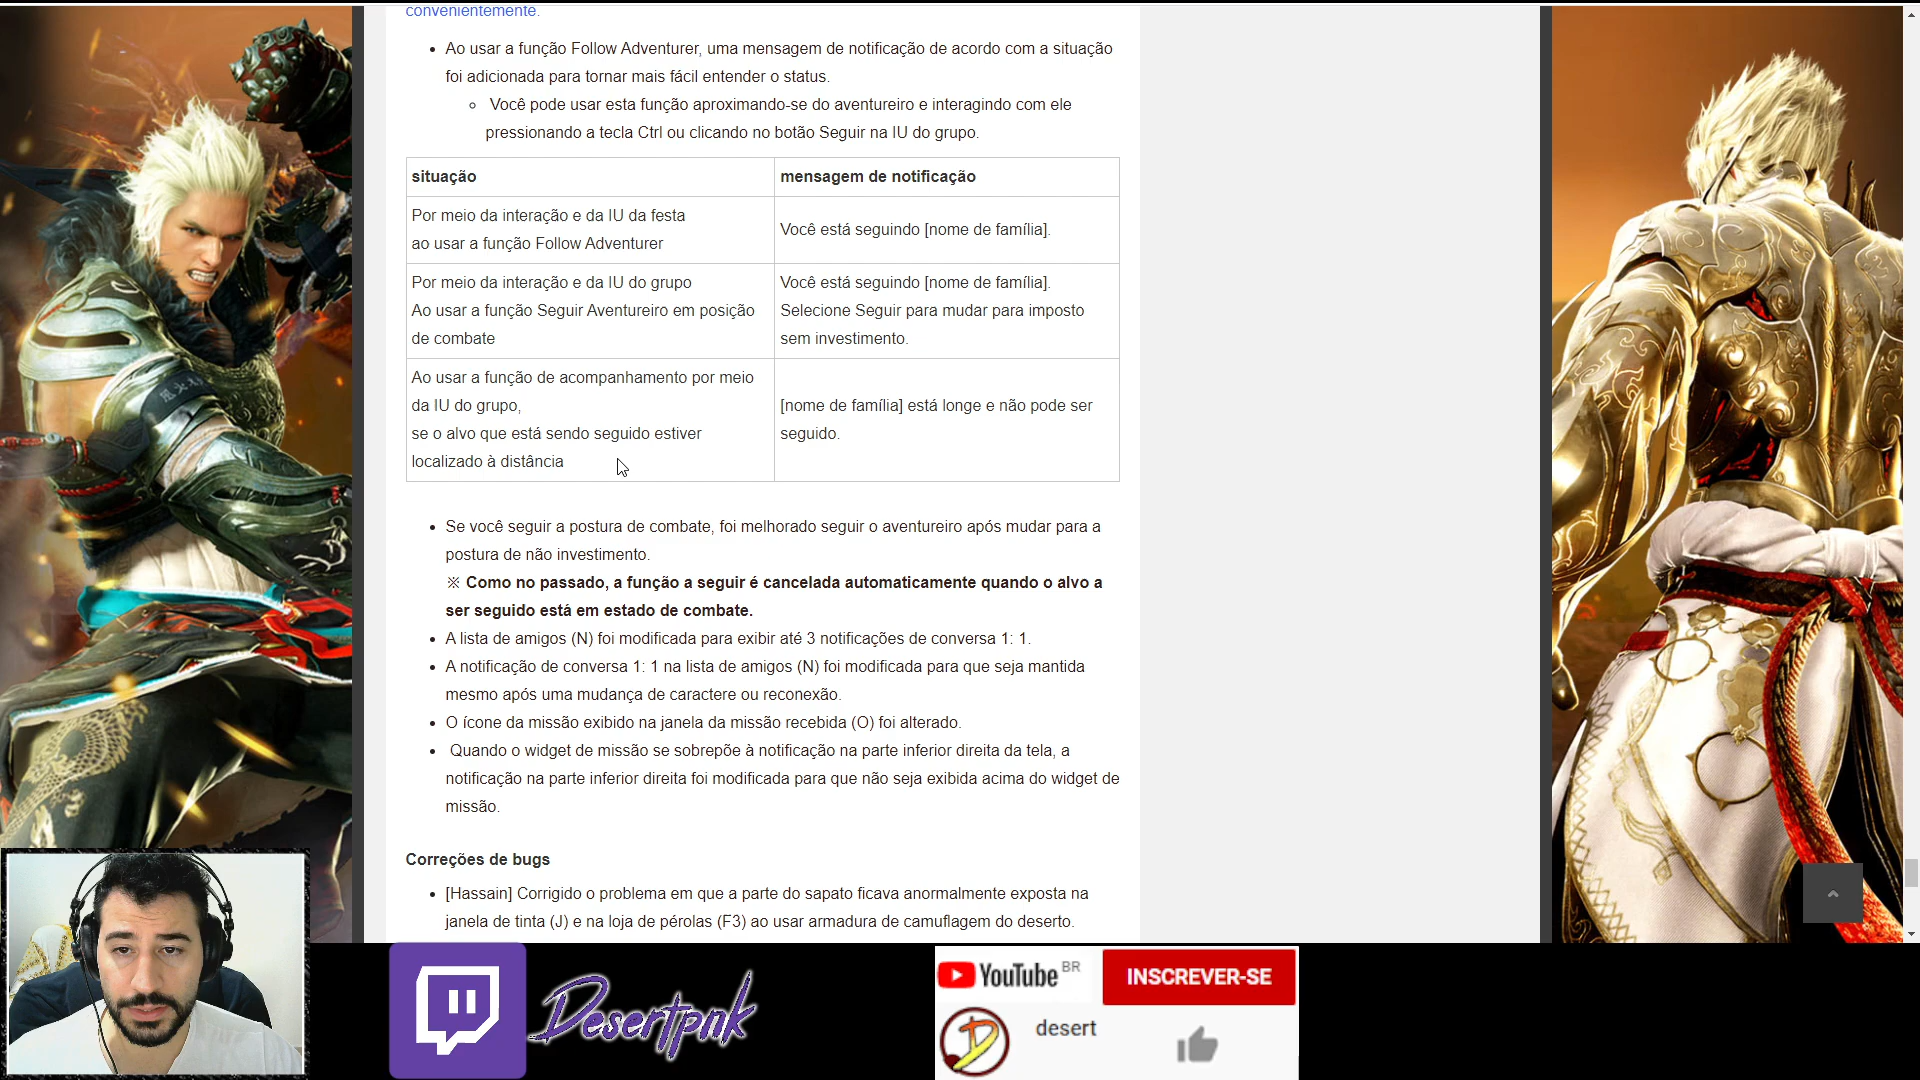 convenientemente.
• Ao usar a função Follow Adventurer, uma mensagem de notificação de acordo com a situação
foi adicionada para tornar mais fácil entender o status.
◦ Você pode usar esta função aproximando-se do aventureiro e interagindo com ele
pressionando a tecla Ctrl ou clicando no botão Seguir na IU do grupo.
situação
mensagem de notificação
Por meio da interação e da IU da festa
ao usar a função Follow Adventurer
Você está seguindo [nome de família].
Por meio da interação e da IU do grupo
Ao usar a função Seguir Aventureiro em posição
de combate
Você está seguindo [nome de família].
Selecione Seguir para mudar para imposto
sem investimento.
Ao usar a função de acompanhamento por meio
da IU do grupo,
se o alvo que está sendo seguido estiver
localizado à distância
[nome de família] está longe e não pode ser
seguido.
• Se você seguir a postura de combate, foi melhorado seguir o aventureiro após mudar para a
postura de não investimento.
※ Como no passado, a função a seguir é cancelada automaticamente quando o alvo a
ser seguido está em estado de combate.
• A lista de amigos (N) foi modificada para exibir até 3 notificações de conversa 1: 1.
• A notificação de conversa 1: 1 na lista de amigos (N) foi modificada para que seja mantida
mesmo após uma mudança de caractere ou reconexão.
• O ícone da missão exibido na janela da missão recebida (O) foi alterado.
• Quando o widget de missão se sobrepõe à notificação na parte inferior direita da tela, a
notificação na parte inferior direita foi modificada para que não seja exibida acima do widget de
missão.
Correções de bugs
• [Hassain] Corrigido o problema em que a parte do sapato ficava anormalmente exposta na
janela de tinta (J) e na loja de pérolas (F3) ao usar armadura de camuflagem do deserto.
Desertpnk
YouTube BR
INSCREVER-SE
D
desert